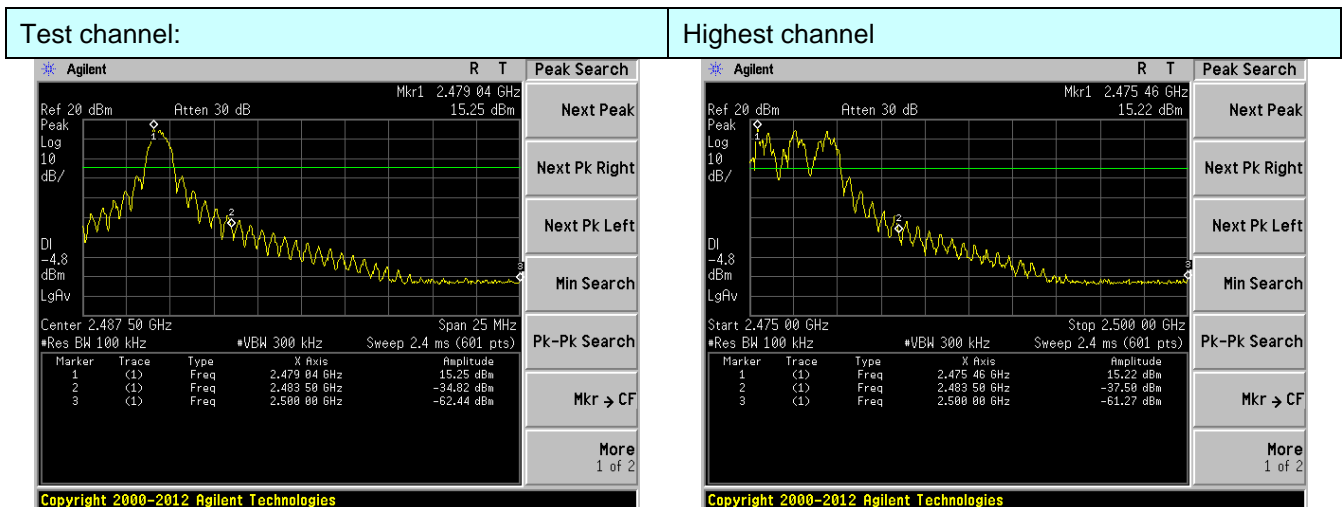 Test channel:
Highest channel
Agilent
R T
Peak Search
Mkr1 2.479 04 GHz
Ref 20 dBm
Atten 30 dB
15.25 dBm
Peak
Log
10
dB/
1
2
3
DI
-4.8
dBm
LgAv
Center 2.487 50 GHz
Span 25 MHz
#Res BW 100 kHz
#VBW 300 kHz
Sweep 2.4 ms (601 pts)
Marker Trace Type X Axis Amplitude
1 (1) Freq 2.479 04 GHz 15.25 dBm
2 (1) Freq 2.483 50 GHz -34.82 dBm
3 (1) Freq 2.500 00 GHz -62.44 dBm
Next Peak
Next Pk Right
Next Pk Left
Min Search
Pk-Pk Search
Mkr → CF
More
1 of 2
Copyright 2000-2012 Agilent Technologies
Agilent
R T
Peak Search
Mkr1 2.475 46 GHz
Ref 20 dBm
Atten 30 dB
15.22 dBm
Peak
Log
10
dB/
1
2
3
DI
-4.8
dBm
LgAv
Start 2.475 00 GHz
Stop 2.500 00 GHz
#Res BW 100 kHz
#VBW 300 kHz
Sweep 2.4 ms (601 pts)
Marker Trace Type X Axis Amplitude
1 (1) Freq 2.475 46 GHz 15.22 dBm
2 (1) Freq 2.483 50 GHz -37.50 dBm
3 (1) Freq 2.500 00 GHz -61.27 dBm
Next Peak
Next Pk Right
Next Pk Left
Min Search
Pk-Pk Search
Mkr → CF
More
1 of 2
Copyright 2000-2012 Agilent Technologies